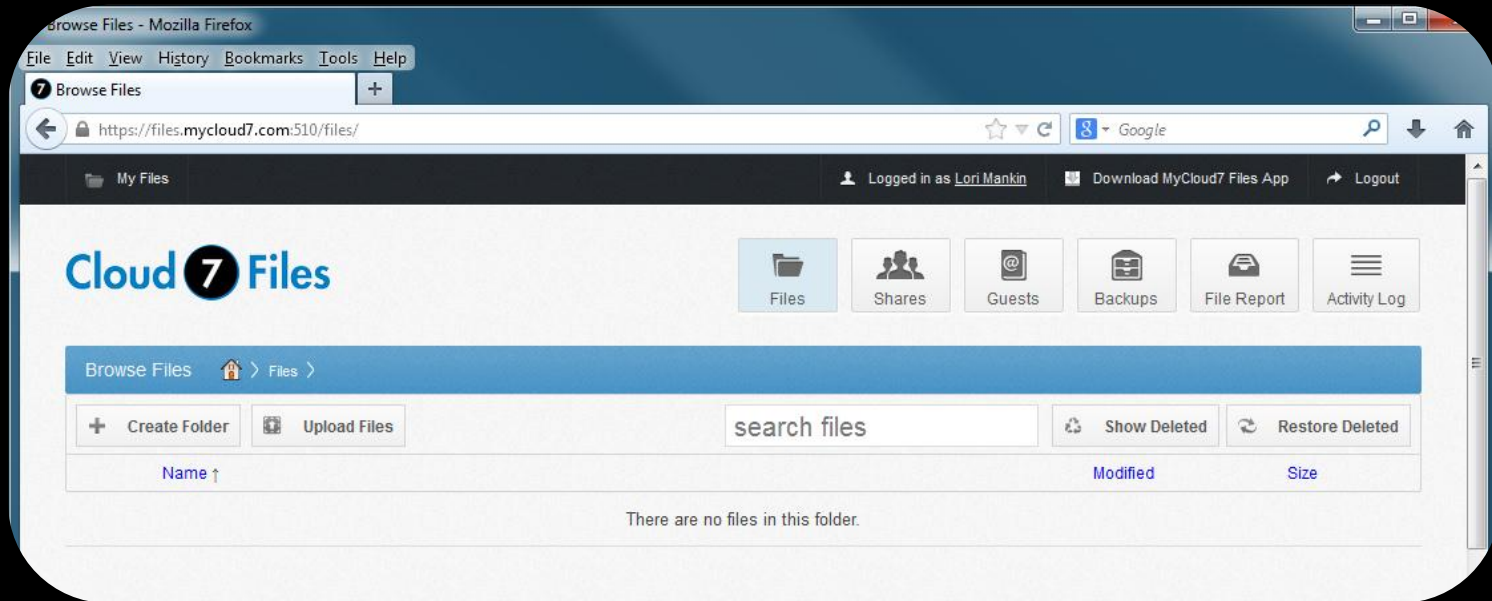 Browse Files - Mozilla Firefox
File Edit View History Bookmarks Tools Help
7 Browse Files +
https://files.mycloud7.com:510/files/ 8 Google
My Files Logged in as Lori Mankin Download MyCloud7 Files App Logout
Cloud 7 Files
@
Files Shares Guests Backups File Report Activity Log
Browse Files > Files >
+ Create Folder Upload Files search files Show Deleted Restore Deleted
Name ↑ Modified Size
There are no files in this folder.